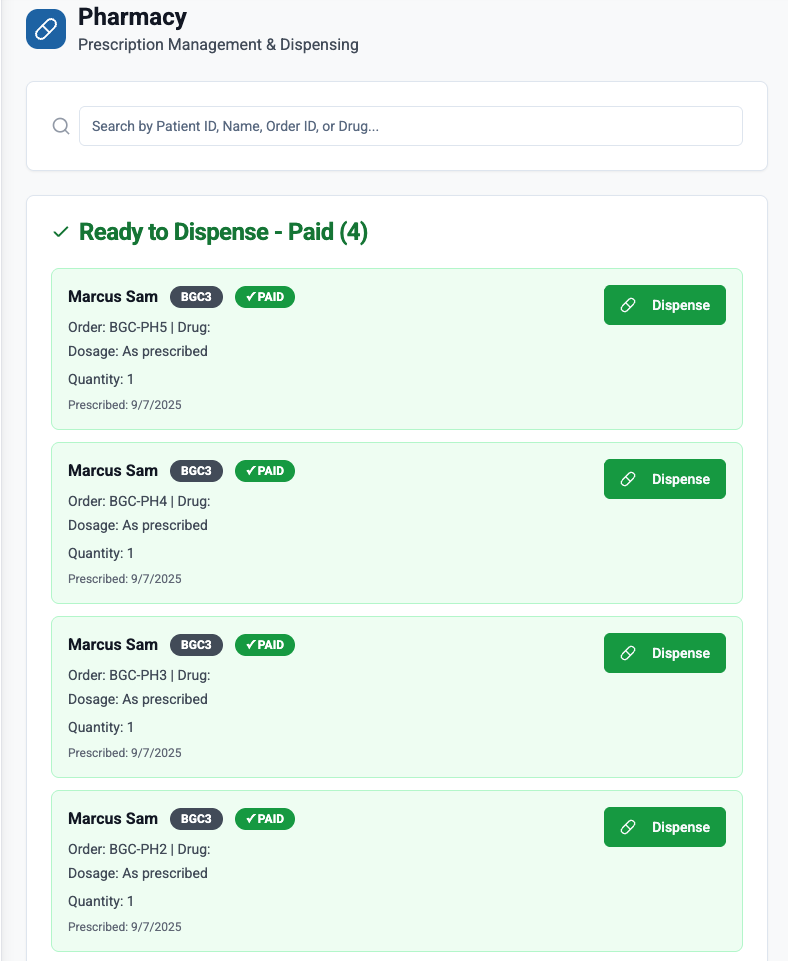 Pharmacy
Prescription Management & Dispensing
Search by Patient ID, Name, Order ID, or Drug...
✓ Ready to Dispense - Paid (4)
Marcus Sam BGC3 ✓PAID Dispense
Order: BGC-PH5 | Drug:
Dosage: As prescribed
Quantity: 1
Prescribed: 9/7/2025
Marcus Sam BGC3 ✓PAID Dispense
Order: BGC-PH4 | Drug:
Dosage: As prescribed
Quantity: 1
Prescribed: 9/7/2025
Marcus Sam BGC3 ✓PAID Dispense
Order: BGC-PH3 | Drug:
Dosage: As prescribed
Quantity: 1
Prescribed: 9/7/2025
Marcus Sam BGC3 ✓PAID Dispense
Order: BGC-PH2 | Drug:
Dosage: As prescribed
Quantity: 1
Prescribed: 9/7/2025